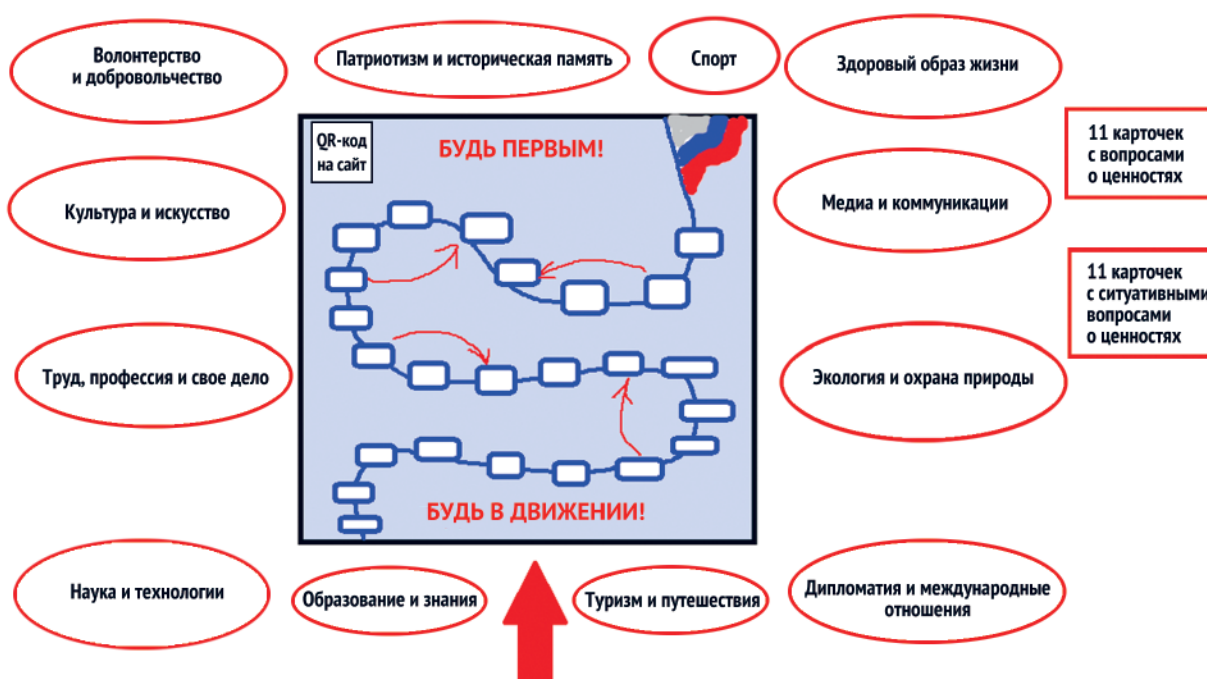 Волонтерство
и добровольчество
Патриотизм и историческая память
Спорт
Здоровый образ жизни
QR-код
на сайт
БУДЬ ПЕРВЫМ!
11 карточек
с вопросами
о ценностях
Культура и искусство
Медиа и коммуникации
11 карточек
с ситуативными
вопросами
о ценностях
Труд, профессия и свое дело
Экология и охрана природы
БУДЬ В ДВИЖЕНИИ!
Наука и технологии
Образование и знания
Туризм и путешествия
Дипломатия и международные
отношения